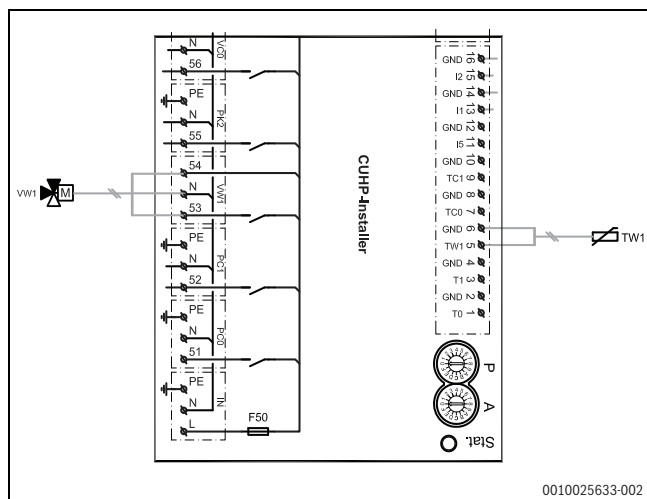 N
VC0
56
PE
N
PK2
55
54
N
VW1
53
PE
N
PC1
52
PE
N
PC0
51
PE
N
IN
L
F50
VW1
M
CUHP-Installer
GND 16
I2 15
GND 14
I1 13
GND 12
I5 11
GND 10
TC1 9
GND 8
TC0 7
GND 6
TW1 5
GND 4
T1 3
GND 2
T0 1
TW1
P
A
Stat.
0010025633-002